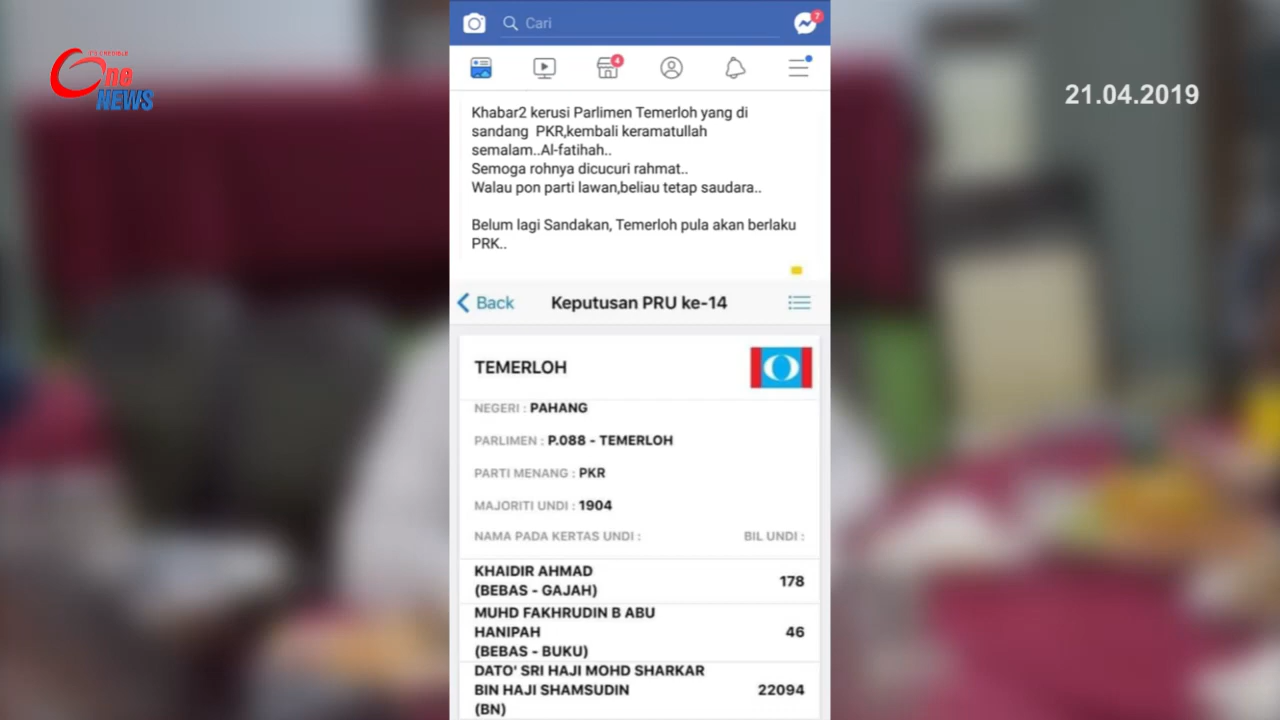 IT'S CREDIBLE
One
NEWS
21.04.2019
Cari
7
4
Khabar2 kerusi Parlimen Temerloh yang di
sandang PKR,kembali keramatullah
semalam..Al-fatihah..
Semoga rohnya dicucuri rahmat..
Walau pon parti lawan,beliau tetap saudara..
Belum lagi Sandakan, Temerloh pula akan berlaku
PRK..
Back
Keputusan PRU ke-14
TEMERLOH
NEGERI : PAHANG
PARLIMEN : P.088 - TEMERLOH
PARTI MENANG : PKR
MAJORITI UNDI : 1904
NAMA PADA KERTAS UNDI : BIL UNDI :
KHAIDIR AHMAD
(BEBAS - GAJAH) 178
MUHD FAKHRUDIN B ABU
HANIPAH 46
(BEBAS - BUKU)
DATO' SRI HAJI MOHD SHARKAR
BIN HAJI SHAMSUDIN 22094
(BN)